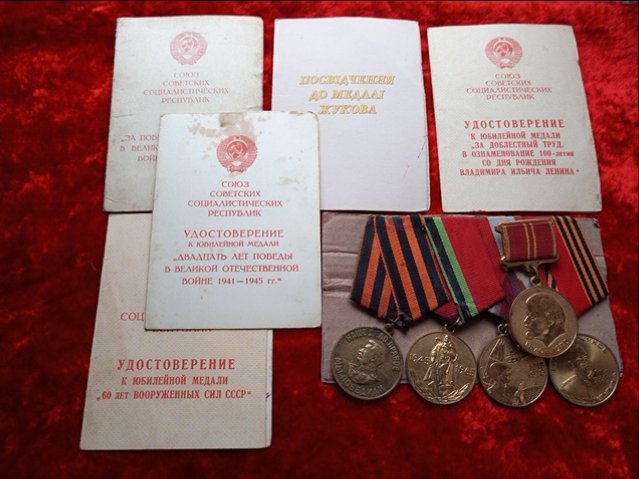 СОЮЗ
СОВЕТСКИХ
СОЦИАЛИСТИЧЕСКИХ
РЕСПУБЛИК
"ЗА ПОБЕ
В ВЕЛИКОЙ
ВОЙНЕ
ПОСВІДЧЕННЯ
ДО МЕДАЛІ
ЖУКОВА
СОЮЗ
СОВЕТСКИХ
СОЦИАЛИСТИЧЕСКИХ
РЕСПУБЛИК
УДОСТОВЕРЕНИЕ
К ЮБИЛЕЙНОЙ МЕДАЛИ
"ЗА ДОБЛЕСТНЫЙ ТРУД.
В ОЗНАМЕНОВАНИЕ 100-летия
СО ДНЯ РОЖДЕНИЯ
ВЛАДИМИРА ИЛЬИЧА ЛЕНИНА"
СОЮЗ
СОВЕТСКИХ
СОЦИАЛИСТИЧЕСКИХ
РЕСПУБЛИК
УДОСТОВЕРЕНИЕ
К ЮБИЛЕЙНОЙ МЕДАЛИ
"ДВАДЦАТЬ ЛЕТ ПОБЕДЫ
В ВЕЛИКОЙ ОТЕЧЕСТВЕННОЙ
ВОЙНЕ 1941—1945 гг."
СОЦ
УДОСТОВЕРЕНИЕ
К ЮБИЛЕЙНОЙ МЕДАЛИ
"60 ЛЕТ ВООРУЖЕННЫХ СИЛ СССР"
1945 1965